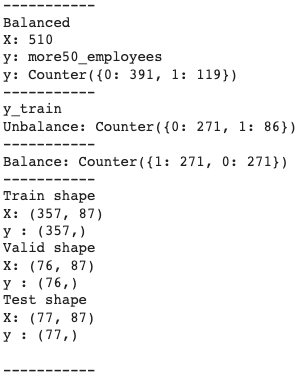 -----------
Balanced
X: 510
y: more50_employees
y: Counter({0: 391, 1: 119})
-----------
y_train
Unbalance: Counter({0: 271, 1: 86})
-----------
Balance: Counter({1: 271, 0: 271})
-----------
Train shape
X: (357, 87)
y : (357,)
Valid shape
X: (76, 87)
y : (76,)
Test shape
X: (77, 87)
y : (77,)
-----------